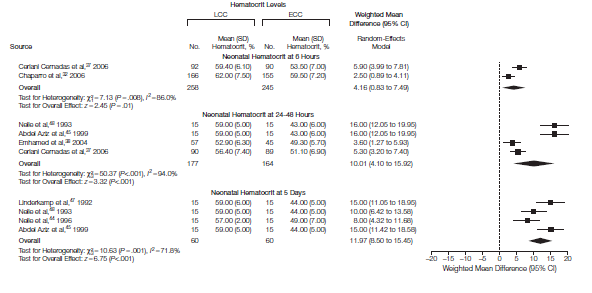 Hematocrit Levels
LCC ECC Weighted Mean
Difference (95% CI)
Mean (SD) Mean (SD) Random-Effects
Source No. Hematocrit, % No. Hematocrit, % Model
Neonatal Hematocrit at 6 Hours
Ceriani Cernadas et al,37 2006 92 59.40 (6.10) 90 53.50 (7.00) 5.90 (3.99 to 7.81)
Chaparro et al,32 2006 166 62.00 (7.50) 155 59.50 (7.20) 2.50 (0.89 to 4.11)
Overall 258 245 4.16 (0.83 to 7.49)
Test for Heterogeneity: χ² = 7.13 (P = .008), I² = 86.0%
Test for Overall Effect: z = 2.45 (P = .01)
Neonatal Hematocrit at 24-48 Hours
Nelle et al, 1993 15 59.00 (5.00) 15 43.00 (6.00) 16.00 (12.05 to 19.95)
Abdel Aziz et al, 1999 15 59.00 (5.00) 15 43.00 (6.00) 16.00 (12.05 to 19.95)
Emhamed et al, 2004 57 52.90 (6.30) 45 49.30 (5.70) 3.60 (1.27 to 5.93)
Ceriani Cernadas et al,37 2006 90 56.40 (7.40) 89 51.10 (6.90) 5.30 (3.20 to 7.40)
Overall 177 164 10.01 (4.10 to 15.92)
Test for Heterogeneity: χ² = 50.37 (P<.001), I² = 94.0%
Test for Overall Effect: z = 3.32 (P<.001)
Neonatal Hematocrit at 5 Days
Linderkamp et al, 1992 15 59.00 (6.00) 15 44.00 (5.00) 15.00 (11.05 to 18.95)
Nelle et al, 1993 15 59.00 (5.00) 15 44.00 (5.00) 10.00 (6.42 to 13.58)
Nelle et al, 1996 15 57.00 (2.00) 15 49.00 (7.00) 8.00 (4.32 to 11.68)
Abdel Aziz et al, 1999 15 59.00 (5.00) 15 44.00 (5.00) 15.00 (11.42 to 18.58)
Overall 60 60 11.97 (8.50 to 15.45)
Test for Heterogeneity: χ² = 10.63 (P = .001), I² = 71.8%
Test for Overall Effect: z = 6.75 (P<.001)
−20 −15 −10 −5 0 5 10 15 20
Weighted Mean Difference (95% CI)